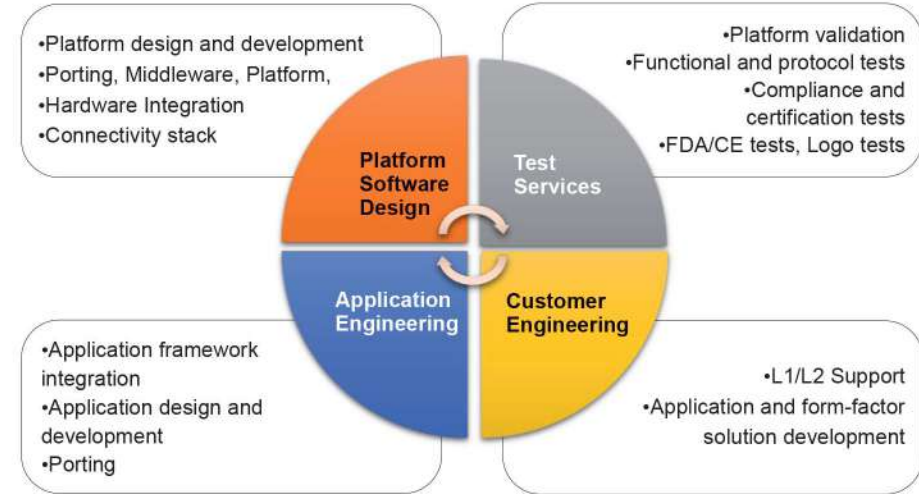 •Platform design and development
•Porting, Middleware, Platform,
•Hardware Integration
•Connectivity stack
•Platform validation
•Functional and protocol tests
•Compliance and
certification tests
•FDA/CE tests, Logo tests
Platform
Software
Design
Test
Services
Application
Engineering
Customer
Engineering
•Application framework
integration
•Application design and
development
•Porting
•L1/L2 Support
•Application and form-factor
solution development